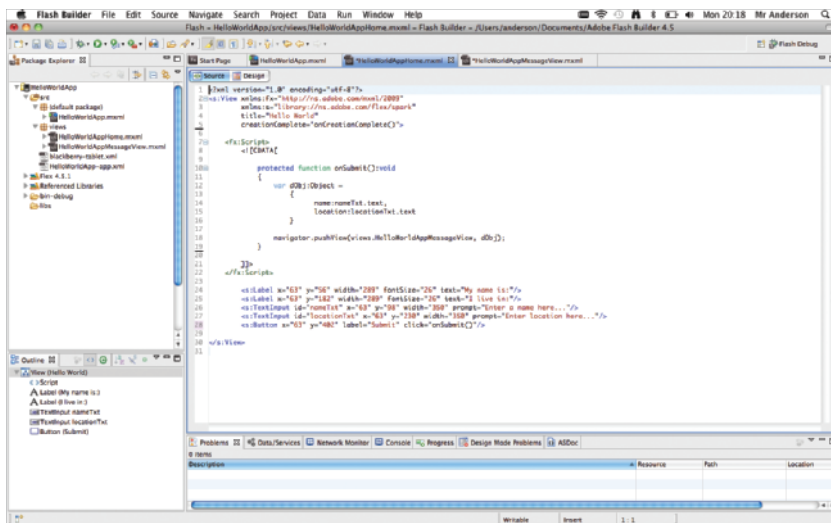 Flash Builder File Edit Source Navigate Search Project Data Run Window Help Mon 20:18 Mr Anderson
Flash - HelloWorldApp/src/views/HelloWorldAppHome.mxml - Flash Builder - /Users/anderson/Documents/Adobe Flash Builder 4.5
Flash Debug
Package Explorer
Start Page HelloWorldApp.mxml *HelloWorldAppHome.mxml *HelloWorldAppMessageView.mxml
Source Design
HelloWorldApp
src
(default package)
HelloWorldApp.mxml
views
HelloWorldAppHome.mxml
HelloWorldAppMessageView.mxml
blackberry-tablet.xml
HelloWorldApp-app.xml
Flex 4.5.1
Referenced Libraries
bin-debug
libs
1 <?xml version="1.0" encoding="utf-8"?>
2 <s:View xmlns:fx="http://ns.adobe.com/mxml/2009"
3 xmlns:s="library://ns.adobe.com/flex/spark"
4 title="Hello World"
5 creationComplete="onCreationComplete()">
6
7 <fx:Script>
8 <![CDATA[
9
10 protected function onSubmit():void
11 {
12 var dObj:Object =
13 {
14 name:nameTxt.text,
15 location:locationTxt.text
16 }
17
18 navigator.pushView(views.HelloWorldAppMessageView, dObj);
19 }
20
21 ]]>
22 </fx:Script>
23
24 <s:Label x="63" y="56" width="289" fontSize="26" text="My name is:"/>
25 <s:Label x="63" y="182" width="289" fontSize="26" text="I live in:"/>
26 <s:TextInput id="nameTxt" x="63" y="98" width="350" prompt="Enter a name here..."/>
27 <s:TextInput id="locationTxt" x="63" y="230" width="350" prompt="Enter location here..."/>
28 <s:Button x="63" y="402" label="Submit" click="onSubmit()"/>
29
30 </s:View>
31
Outline
View (Hello World)
Script
Label (My name is:)
Label (I live in:)
TextInput nameTxt
TextInput locationTxt
Button (Submit)
Problems Data/Services Network Monitor Console Progress Design Mode Problems ASDoc
0 items
Description Resource Path Location
Writable Insert 1 : 1